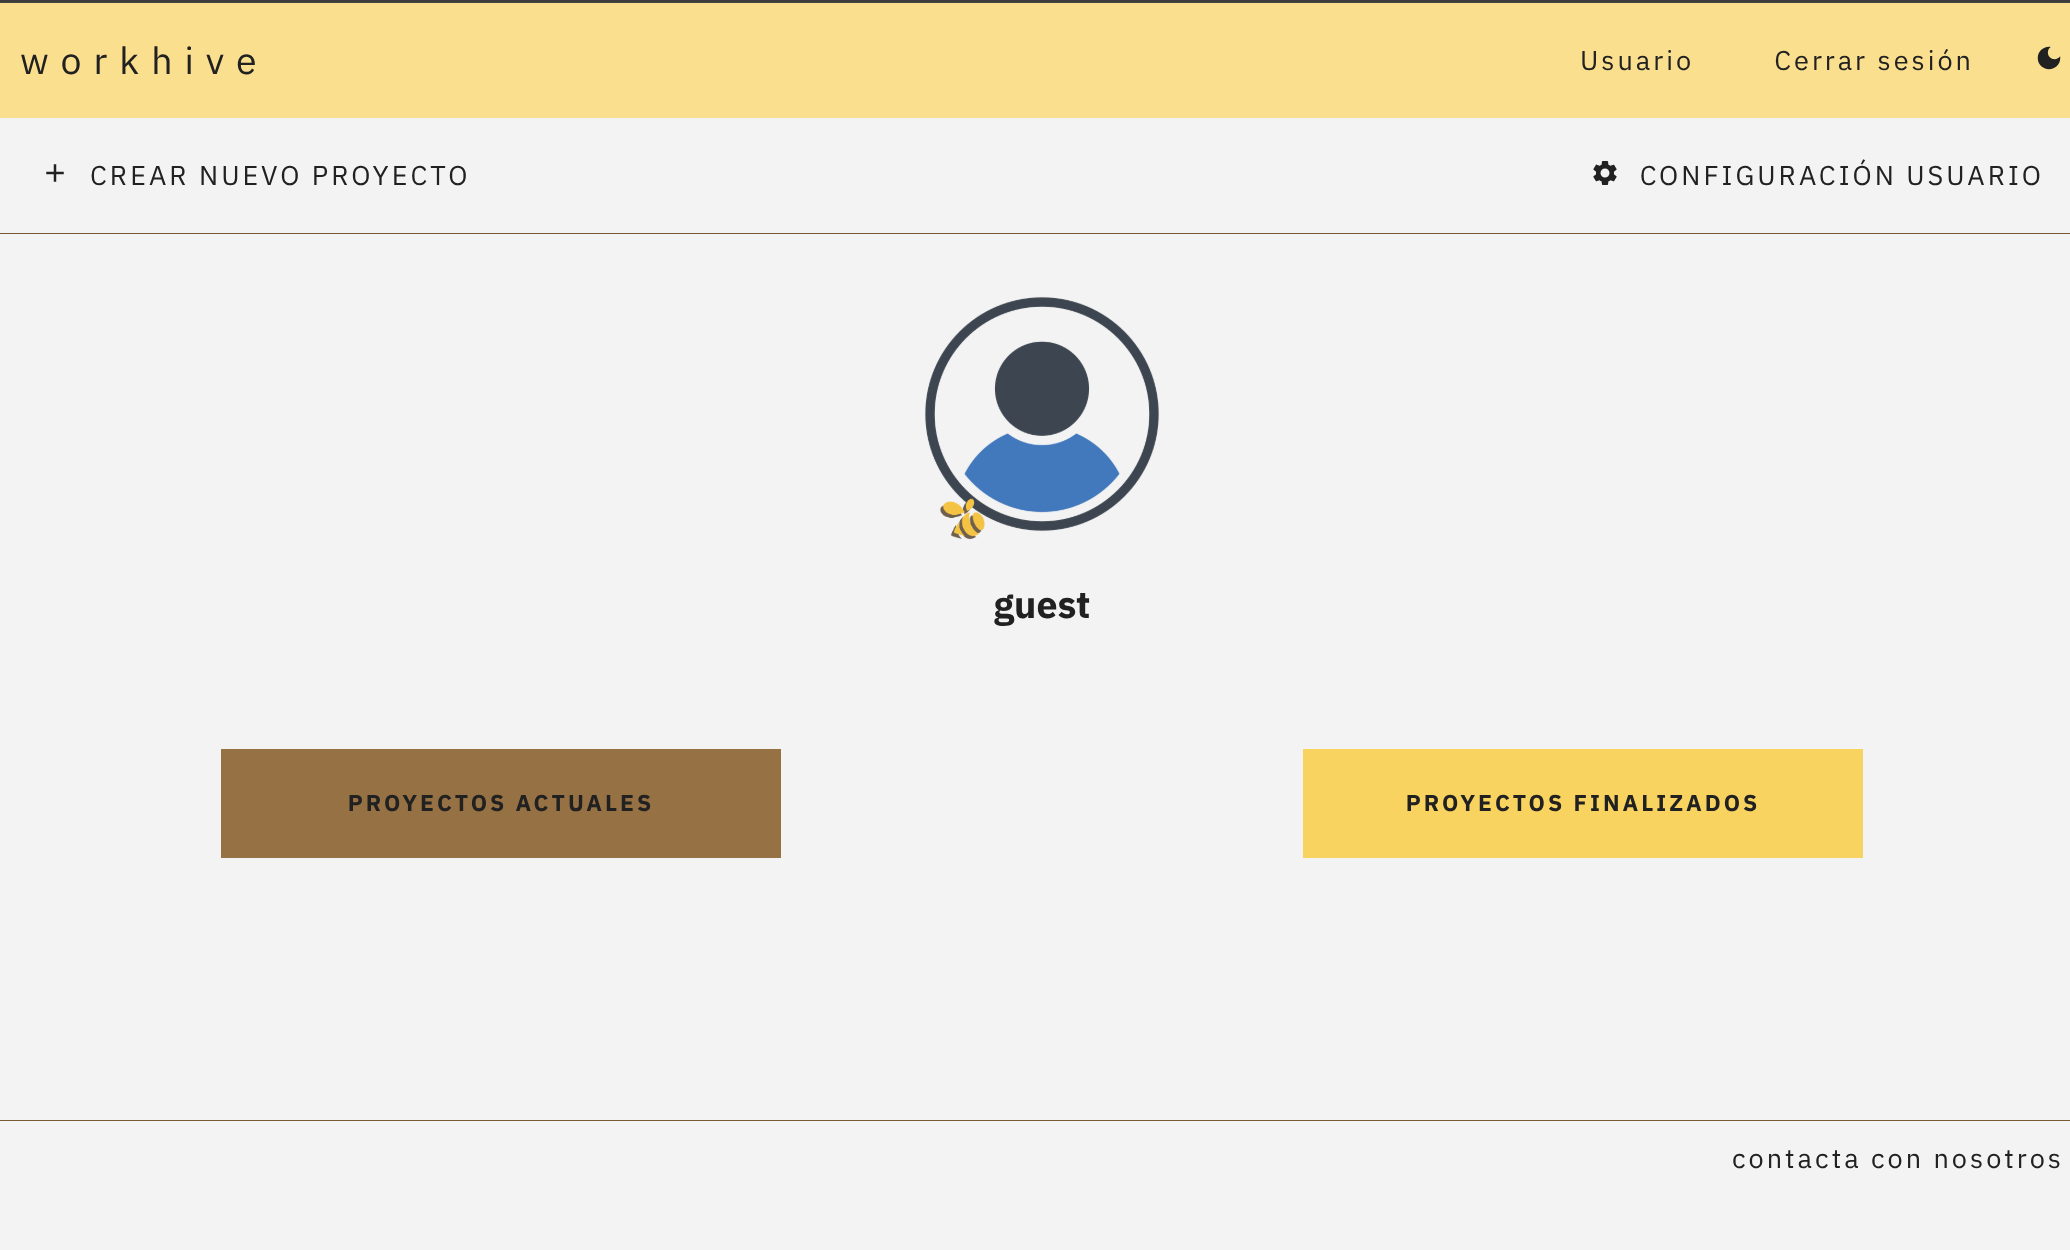 workhive
Usuario
Cerrar sesión
+ CREAR NUEVO PROYECTO
CONFIGURACIÓN USUARIO
guest
PROYECTOS ACTUALES
PROYECTOS FINALIZADOS
contacta con nosotros